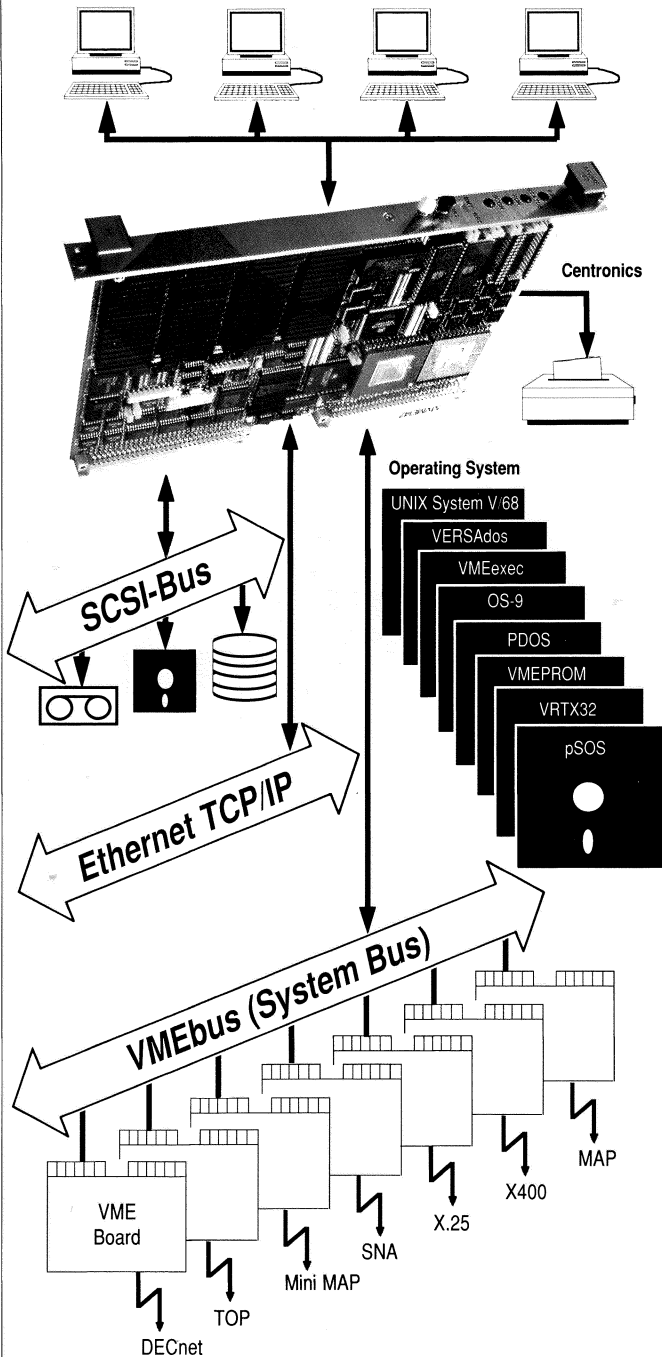 Centronics
Operating System
UNIX System V/68
VERSAdos
VMEexec
OS-9
PDOS
VMEPROM
VRTX32
pSOS
SCSI-Bus
Ethernet TCP/IP
VMEbus (System Bus)
VME
Board
MAP
X400
X.25
SNA
Mini MAP
TOP
DECnet